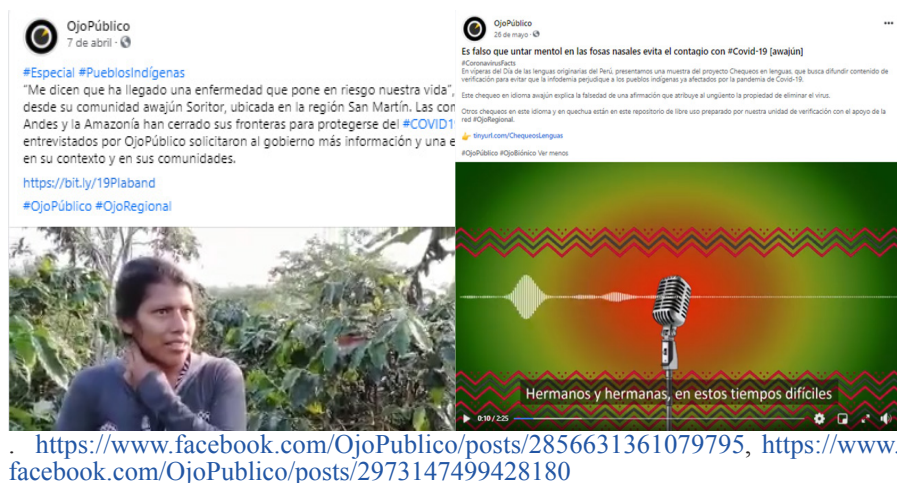 OjoPúblico
7 de abril ·
#Especial #PueblosIndígenas
"Me dicen que ha llegado una enfermedad que pone en riesgo nuestra vida",
desde su comunidad awajún Soritor, ubicada en la región San Martín. Las con
Andes y la Amazonía han cerrado sus fronteras para protegerse del #COVID1
entrevistados por OjoPúblico solicitaron al gobierno más información y una e
en su contexto y en sus comunidades.
https://bit.ly/19Plaband
#OjoPúblico #OjoRegional
OjoPúblico
26 de mayo ·
Es falso que untar mentol en las fosas nasales evita el contagio con #Covid-19 [awajún]
#CoronavirusFacts
En vísperas del Día de las lenguas originarias del Perú, presentamos una muestra del proyecto Chequeos en lenguas, que busca difundir contenido de
verificación para evitar que la infodemia perjudique a los pueblos indígenas ya afectados por la pandemia de Covid-19.
Este chequeo en idioma awajún explica la falsedad de una afirmación que atribuye al ungüento la propiedad de eliminar el virus.
Otros chequeos en este idioma y en quechua están en este repositorio de libre uso preparado por nuestra unidad de verificación con el apoyo de la
red #OjoRegional.
tinyurl.com/ChequeosLenguas
#OjoPúblico #OjoBiónico Ver menos
Hermanos y hermanas, en estos tiempos difíciles
0:10 / 2:25
. https://www.facebook.com/OjoPublico/posts/2856631361079795, https://www.
facebook.com/OjoPublico/posts/2973147499428180